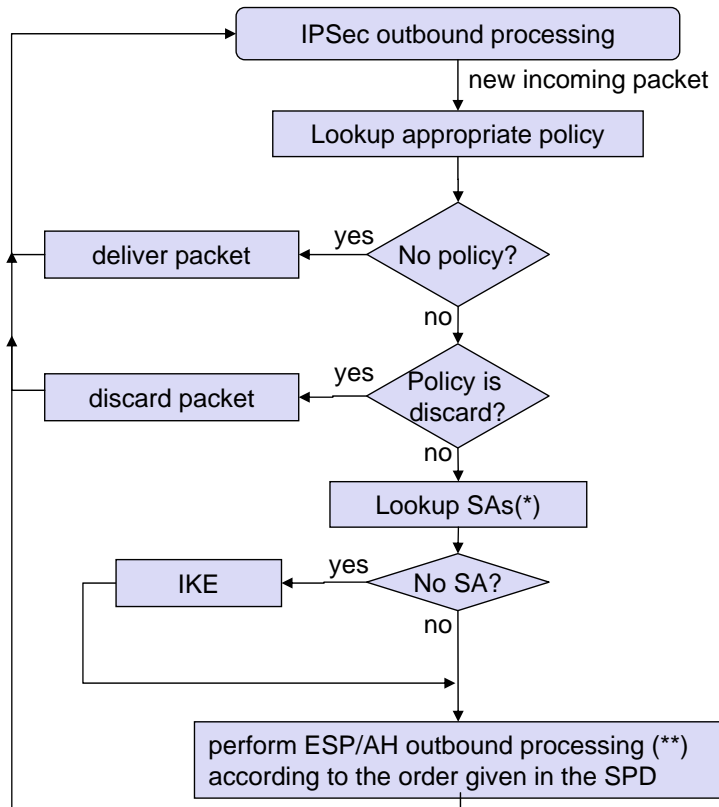 IPSec outbound processing
new incoming packet
Lookup appropriate policy
yes
No policy?
deliver packet
no
yes
Policy is
discard?
discard packet
no
Lookup SAs(*)
yes
No SA?
IKE
no
perform ESP/AH outbound processing (**)
according to the order given in the SPD